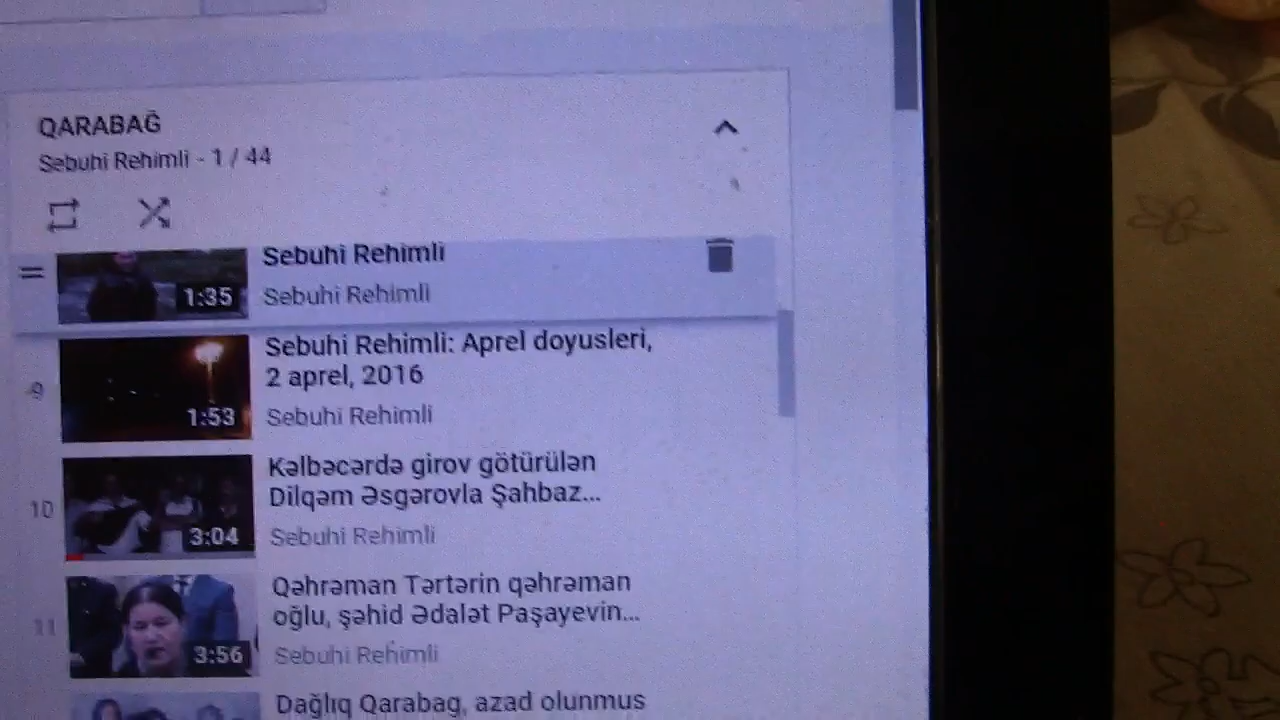 QARABAĞ
Sebuhi Rehimli - 1 / 44
Sebuhi Rehimli
1:35
Sebuhi Rehimli
Sebuhi Rehimli: Aprel doyusleri,
9
2 aprel, 2016
1:53
Sebuhi Rehimli
Kəlbəcərdə girov götürülən
10
Dilqəm Əsgərovla Şahbaz...
3:04
Sebuhi Rehimli
Qəhrəman Tərtərin qəhrəman
11
oğlu, şəhid Ədalət Paşayevin...
3:56
Sebuhi Rehimli
Dağlıq Qarabag, azad olunmus